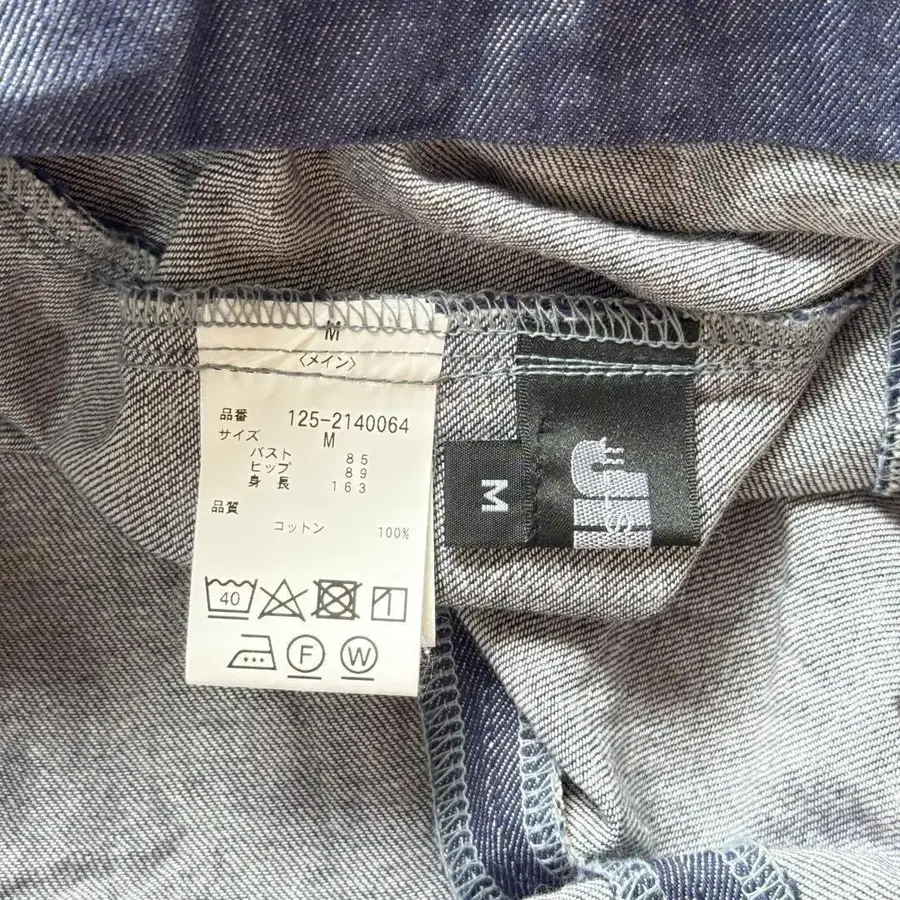 M
〈メイン〉
品番 125-2140064
サイズ M
バスト 85
ヒップ 89
身長 163
品質
コットン 100%
40
F W
M